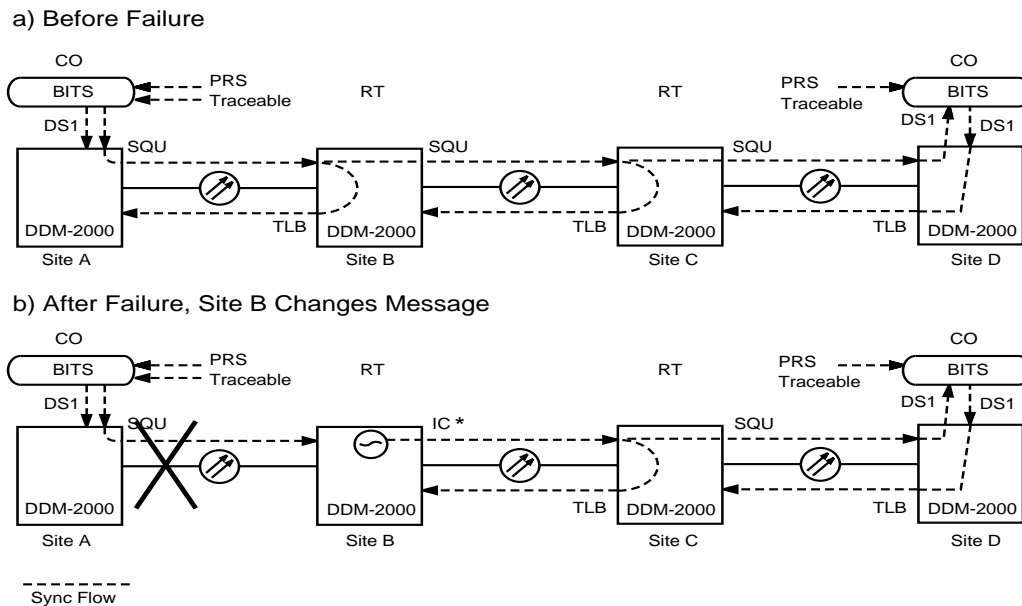 a) Before Failure
CO
CO
BITS
PRS
Traceable
RT
RT
PRS
Traceable
BITS
DS1
DS1
DS1
SQU
SQU
SQU
TLB
TLB
TLB
DDM-2000
DDM-2000
DDM-2000
DDM-2000
Site A
Site B
Site C
Site D
b) After Failure, Site B Changes Message
CO
CO
BITS
PRS
Traceable
RT
RT
PRS
Traceable
BITS
DS1
DS1
DS1
SQU
IC *
SQU
TLB
TLB
DDM-2000
DDM-2000
DDM-2000
DDM-2000
Site A
Site B
Site C
Site D
Sync Flow